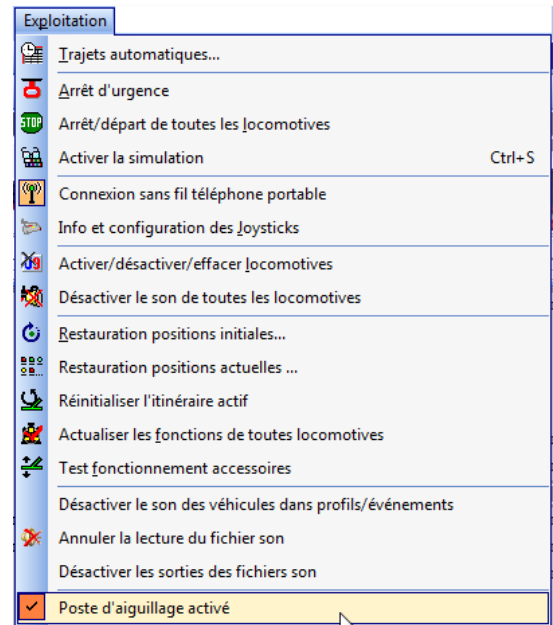 Exploitation
Trajets automatiques...
Arrêt d'urgence
STOP
Arrêt/départ de toutes les locomotives
Activer la simulation Ctrl+S
Connexion sans fil téléphone portable
Info et configuration des Joysticks
Activer/désactiver/effacer locomotives
Désactiver le son de toutes les locomotives
Restauration positions initiales...
Restauration positions actuelles ...
Réinitialiser l'itinéraire actif
Actualiser les fonctions de toutes locomotives
Test fonctionnement accessoires
Désactiver le son des véhicules dans profils/événements
Annuler la lecture du fichier son
Désactiver les sorties des fichiers son
Poste d'aiguillage activé